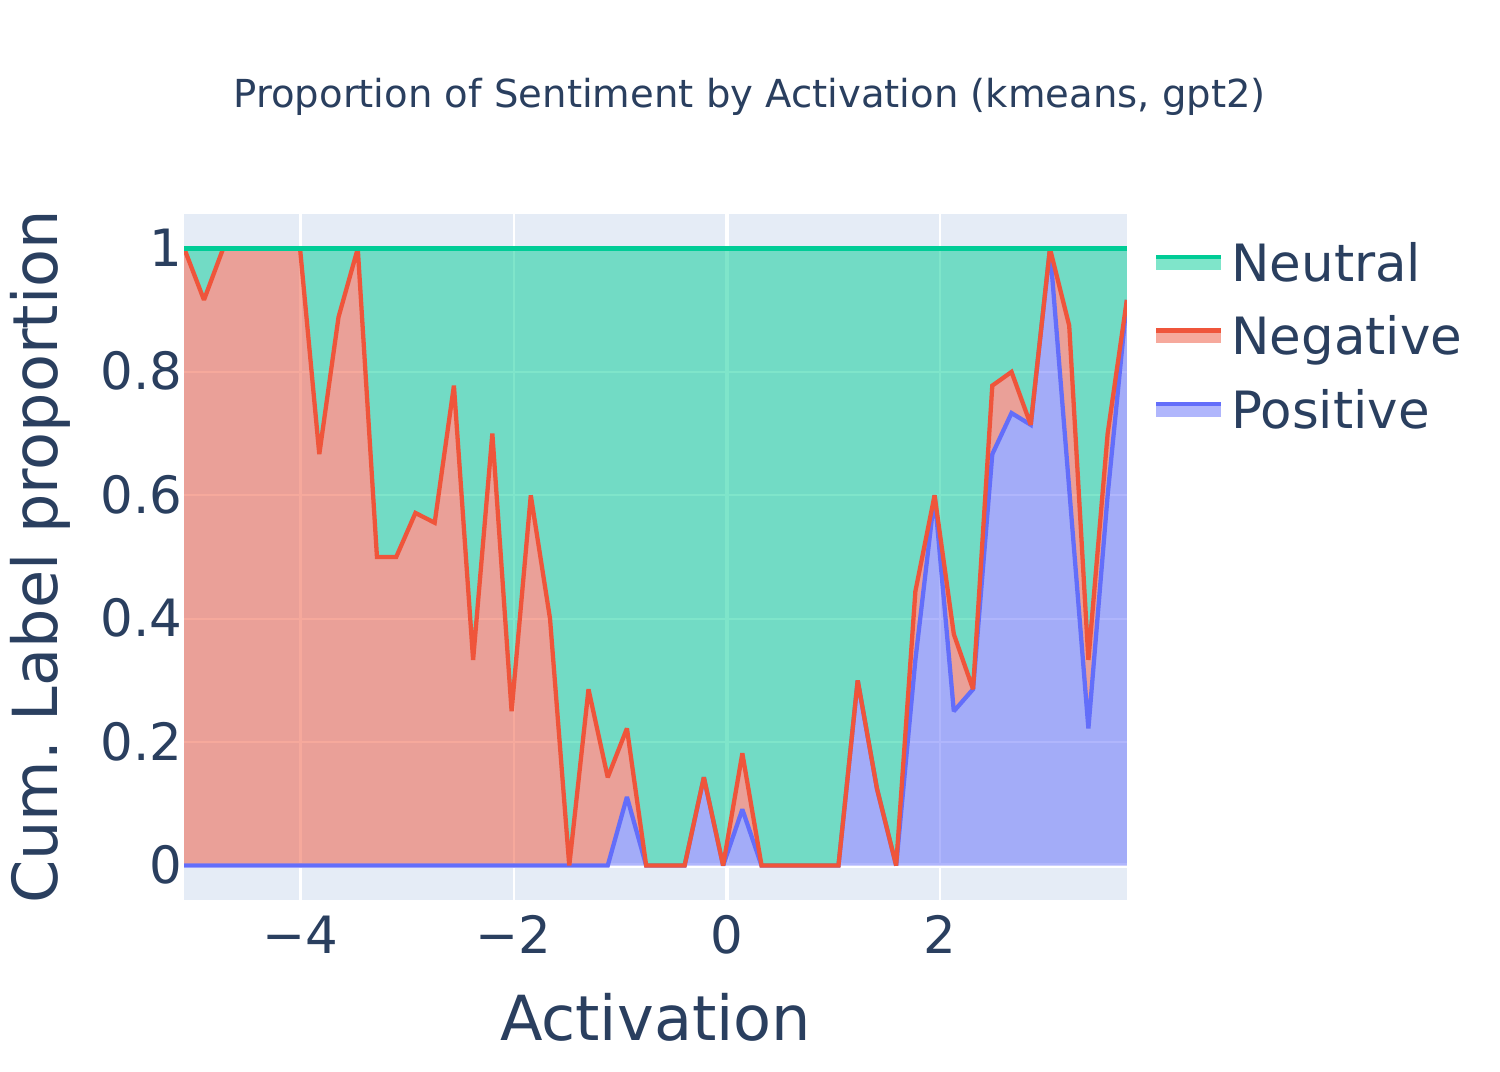 Proportion of Sentiment by Activation (kmeans, gpt2)
Cum. Label proportion
1
0.8
0.6
0.4
0.2
0
−4
−2
0
2
Activation
Neutral
Negative
Positive